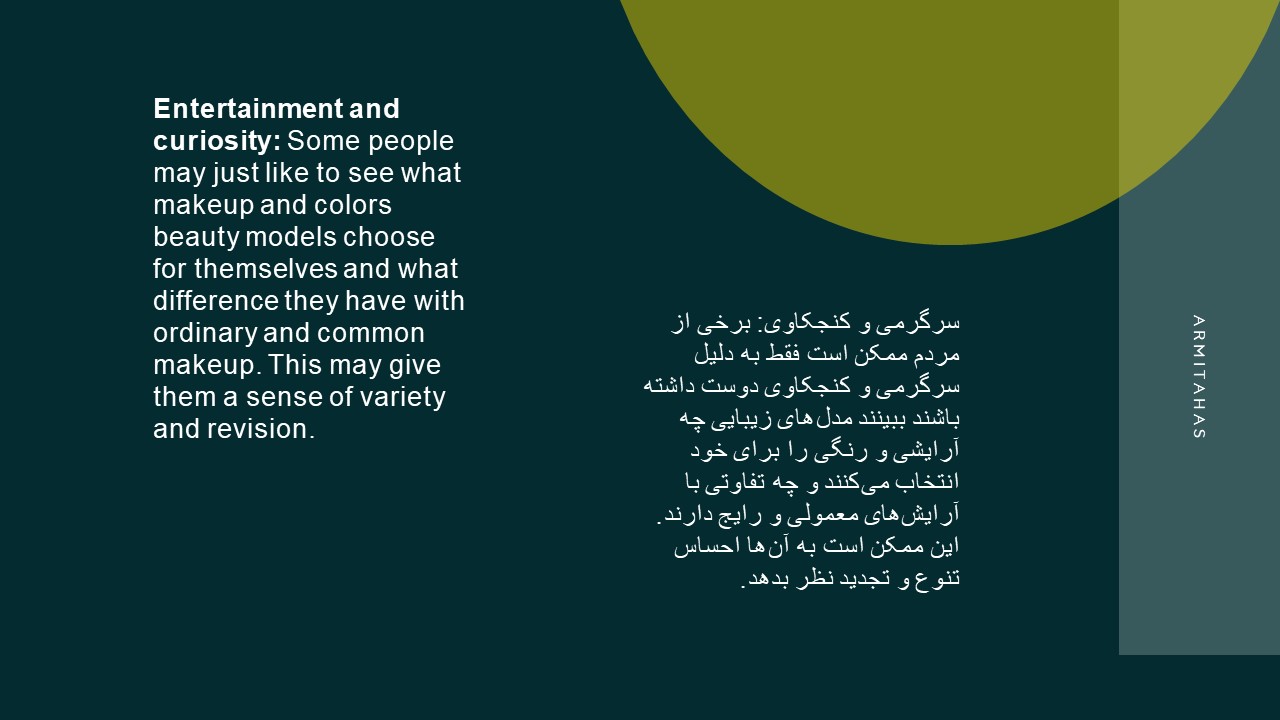 Entertainment and
curiosity: Some people
may just like to see what
makeup and colors
beauty models choose
for themselves and what
difference they have with
ordinary and common
makeup. This may give
them a sense of variety
and revision.
سرگرمی و کنجکاوی: برخی از
مردم ممکن است فقط به دلیل
سرگرمی و کنجکاوی دوست داشته
باشند ببینند مدل‌های زیبایی چه
آرایشی و رنگی را برای خود
انتخاب می‌کنند و چه تفاوتی با
آرایش‌های معمولی و رایج دارند.
این ممکن است به آن‌ها احساس
تنوع و تجدید نظر بدهد.
ARMITAHAS